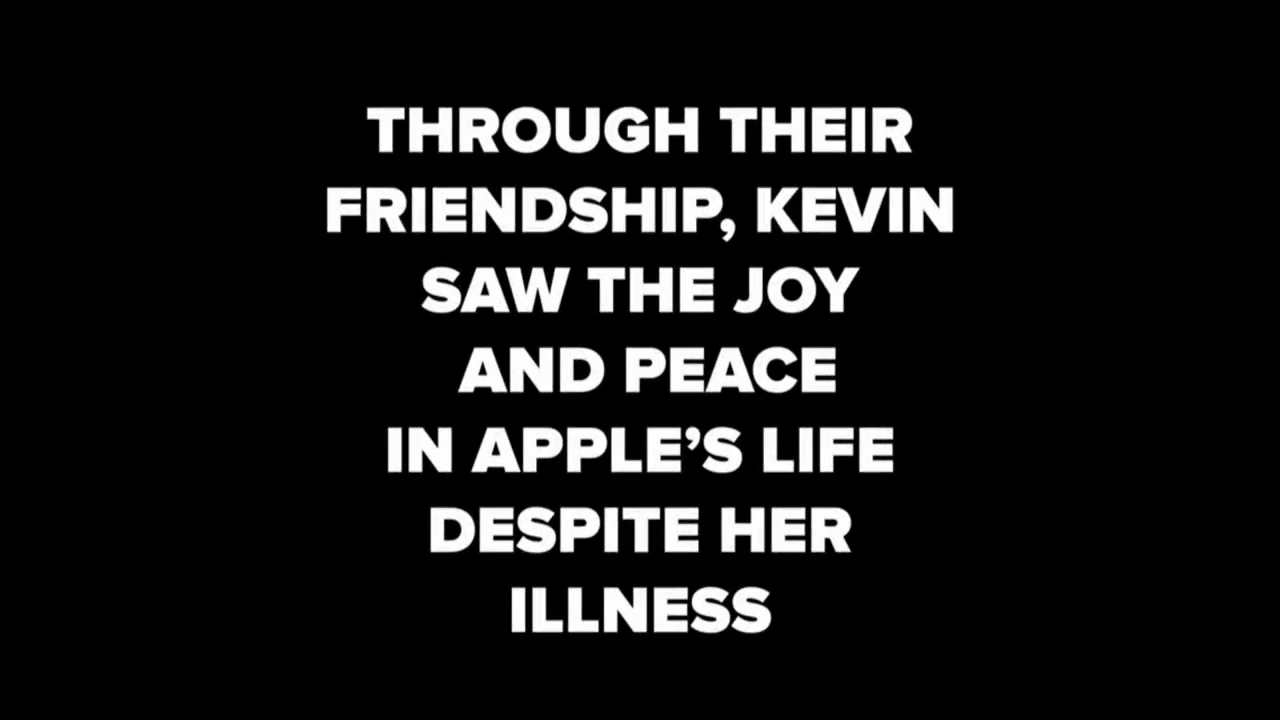 THROUGH THEIR
FRIENDSHIP, KEVIN
SAW THE JOY
AND PEACE
IN APPLE’S LIFE
DESPITE HER
ILLNESS